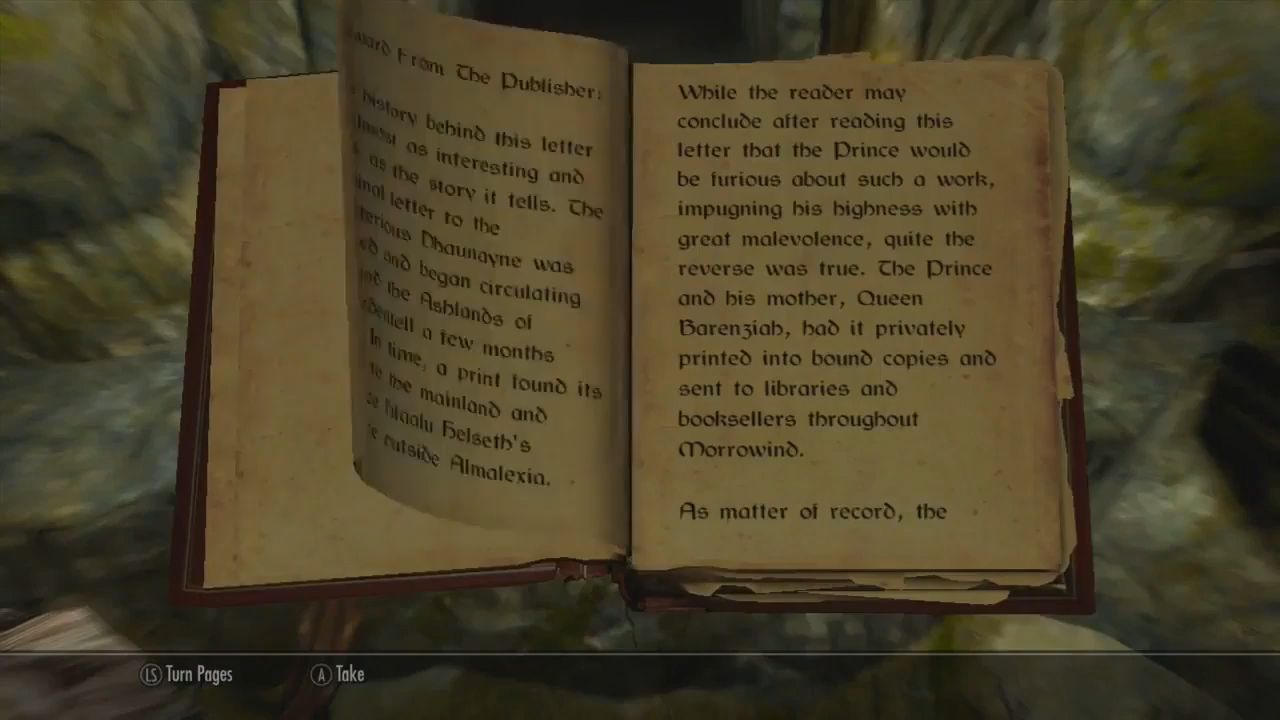 From The Publisher:
history behind this letter
as interesting and
as the story it tells. The
letter to the
Dhaunayne was
and began circulating
the Ashlands of
a few months
In time, a print found its
the mainland and
Helseth's
outside Almalexia.
While the reader may
conclude after reading this
letter that the Prince would
be furious about such a work,
impugning his highness with
great malevolence, quite the
reverse was true. The Prince
and his mother, Queen
Barenziah, had it privately
printed into bound copies and
sent to libraries and
booksellers throughout
Morrowind.
As matter of record, the
LS Turn Pages
A Take